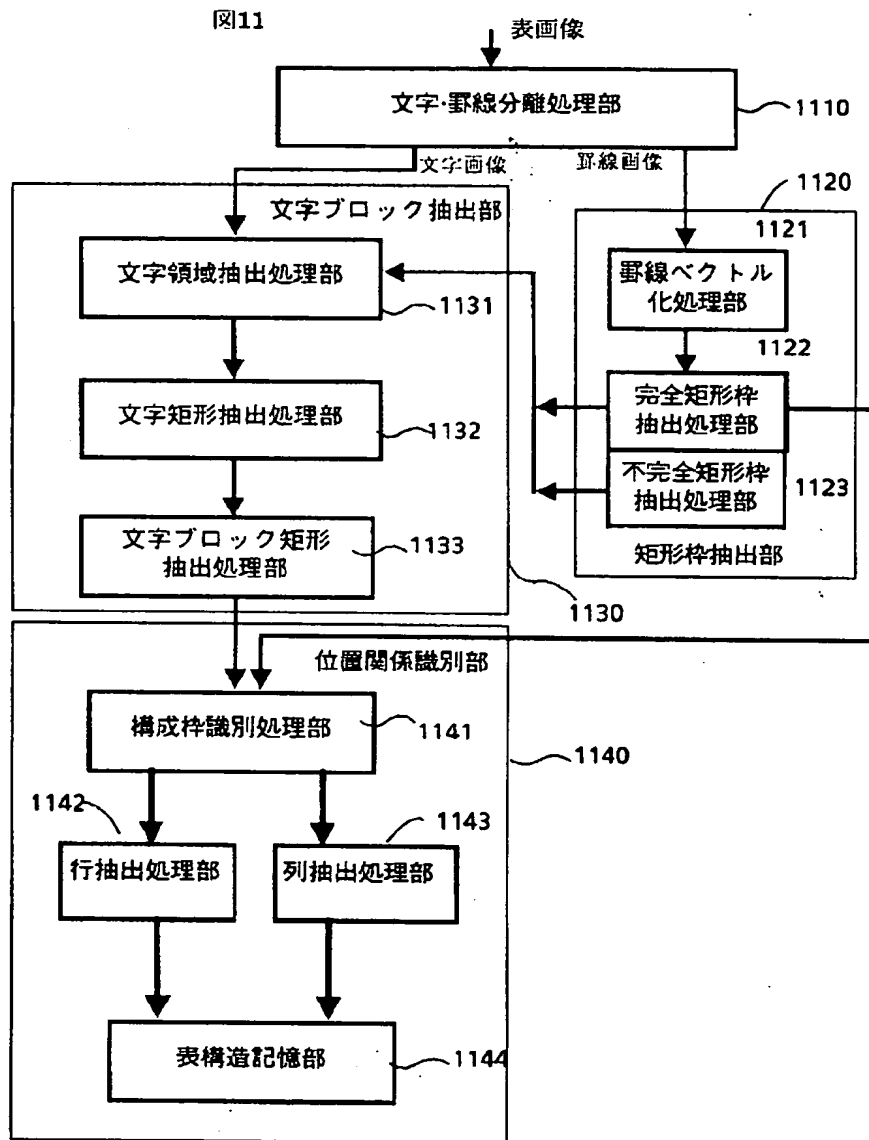 図11
表画像
文字・罫線分離処理部
1110
文字画像
罫線画像
1120
文字ブロック抽出部
1121
文字領域抽出処理部
1131
罫線ベクトル
化処理部
1122
文字矩形抽出処理部
1132
完全矩形枠
抽出処理部
不完全矩形枠
抽出処理部
1123
矩形枠抽出部
文字ブロック矩形
抽出処理部
1133
1130
位置関係識別部
構成枠識別処理部
1141
1140
1142
1143
行抽出処理部
列抽出処理部
表構造記憶部
1144